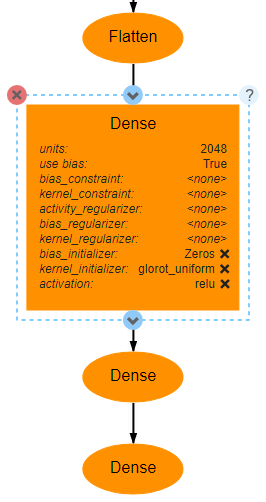 Flatten
?
Dense
units: 2048
use bias: True
bias_constraint: <none>
kernel_constraint: <none>
activity_regularizer: <none>
bias_regularizer: <none>
kernel_regularizer: <none>
bias_initializer: Zeros
kernel_initializer: glorot_uniform
activation: relu
Dense
Dense